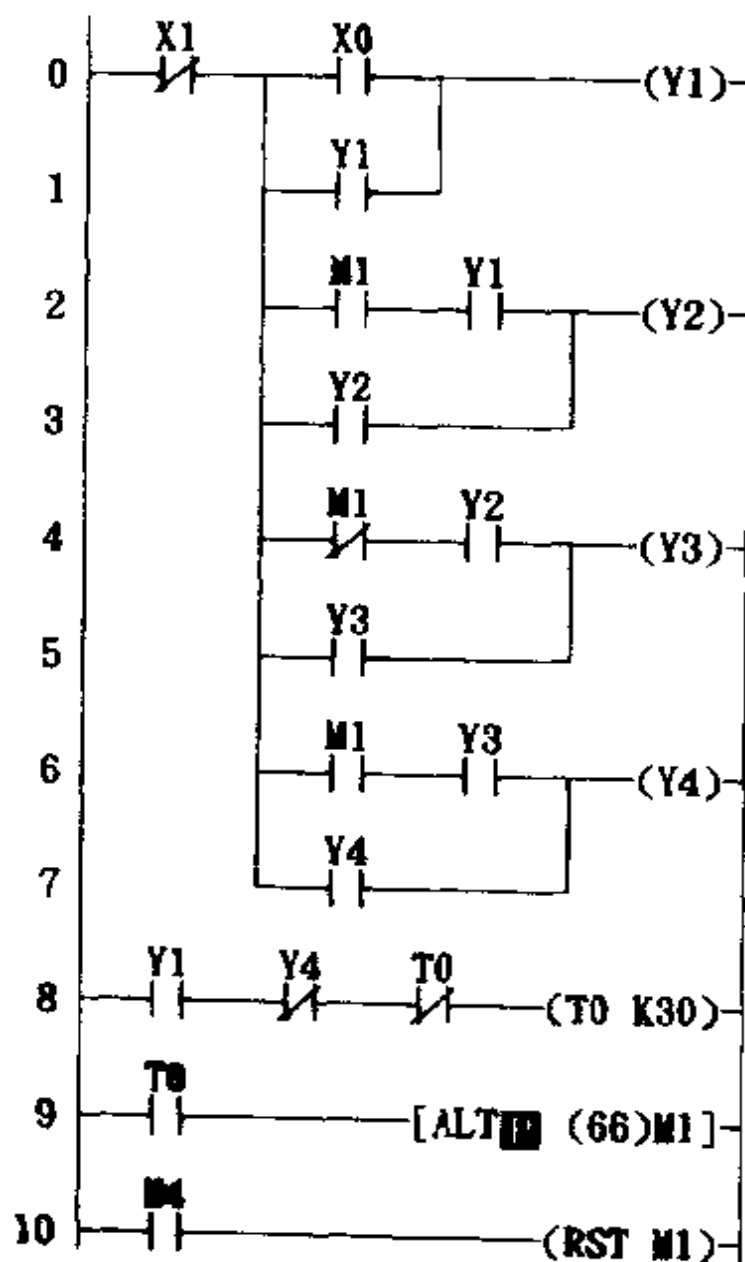 X1 X0
0 (Y1)
Y1
1
M1 Y1
2 (Y2)
Y2
3
M1 Y2
4 (Y3)
Y3
5
M1 Y3
6 (Y4)
Y4
7
Y1 Y4 T0
8 (T0 K30)
T0
9 [ALTP (66)M1]
10 (RST M1)